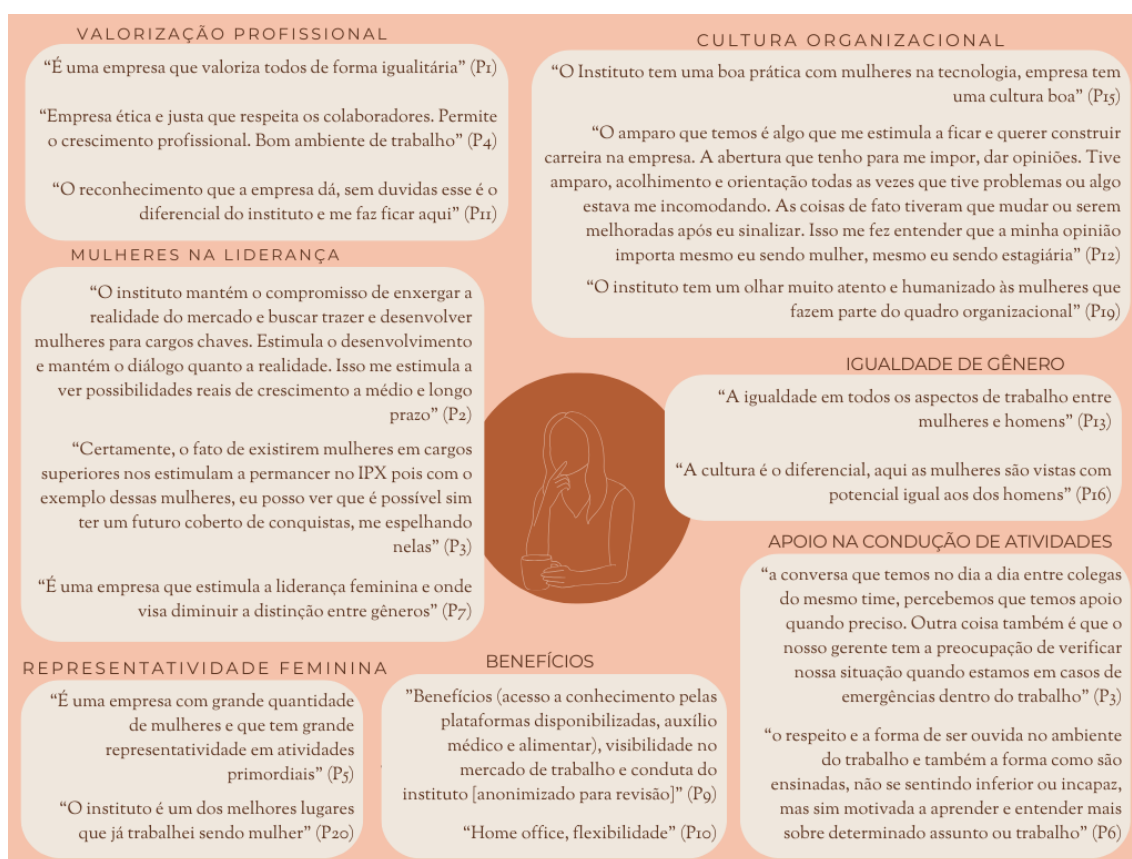 VALORIZAÇÃO PROFISSIONAL
“É uma empresa que valoriza todos de forma igualitária” (P1)
“Empresa ética e justa que respeita os colaboradores. Permite
o crescimento profissional. Bom ambiente de trabalho” (P4)
“O reconhecimento que a empresa dá, sem duvidas esse é o
diferencial do instituto e me faz ficar aqui” (P11)
CULTURA ORGANIZACIONAL
“O Instituto tem uma boa prática com mulheres na tecnologia, empresa tem
uma cultura boa” (P15)
“O amparo que temos é algo que me estimula a ficar e querer construir
carreira na empresa. A abertura que tenho para me impor, dar opiniões. Tive
amparo, acolhimento e orientação todas as vezes que tive problemas ou algo
estava me incomodando. As coisas de fato tiveram que mudar ou serem
melhoradas após eu sinalizar. Isso me fez entender que a minha opinião
importa mesmo eu sendo mulher, mesmo eu sendo estagiária” (P12)
“O instituto tem um olhar muito atento e humanizado às mulheres que
fazem parte do quadro organizacional” (P19)
MULHERES NA LIDERANÇA
“O instituto mantém o compromisso de enxergar a
realidade do mercado e buscar trazer e desenvolver
mulheres para cargos chaves. Estimula o desenvolvimento
e mantém o diálogo quanto a realidade. Isso me estimula a
ver possibilidades reais de crescimento a médio e longo
prazo” (P2)
“Certamente, o fato de existirem mulheres em cargos
superiores nos estimulam a permancer no IPX pois com o
exemplo dessas mulheres, eu posso ver que é possível sim
ter um futuro coberto de conquistas, me espelhando
nelas” (P3)
“É uma empresa que estimula a liderança feminina e onde
visa diminuir a distinção entre gêneros” (P7)
IGUALDADE DE GÊNERO
“A igualdade em todos os aspectos de trabalho entre
mulheres e homens” (P13)
“A cultura é o diferencial, aqui as mulheres são vistas com
potencial igual aos dos homens” (P16)
APOIO NA CONDUÇÃO DE ATIVIDADES
“a conversa que temos no dia a dia entre colegas
do mesmo time, percebemos que temos apoio
quando preciso. Outra coisa também é que o
nosso gerente tem a preocupação de verificar
nossa situação quando estamos em casos de
emergências dentro do trabalho” (P3)
“o respeito e a forma de ser ouvida no ambiente
do trabalho e também a forma como são
ensinadas, não se sentindo inferior ou incapaz,
mas sim motivada a aprender e entender mais
sobre determinado assunto ou trabalho” (P6)
REPRESENTATIVIDADE FEMININA
“É uma empresa com grande quantidade
de mulheres e que tem grande
representatividade em atividades
primordiais” (P5)
“O instituto é um dos melhores lugares
que já trabalhei sendo mulher” (P20)
BENEFÍCIOS
”Benefícios (acesso a conhecimento pelas
plataformas disponibilizadas, auxílio
médico e alimentar), visibilidade no
mercado de trabalho e conduta do
instituto [anonimizado para revisão]” (P9)
“Home office, flexibilidade” (P10)